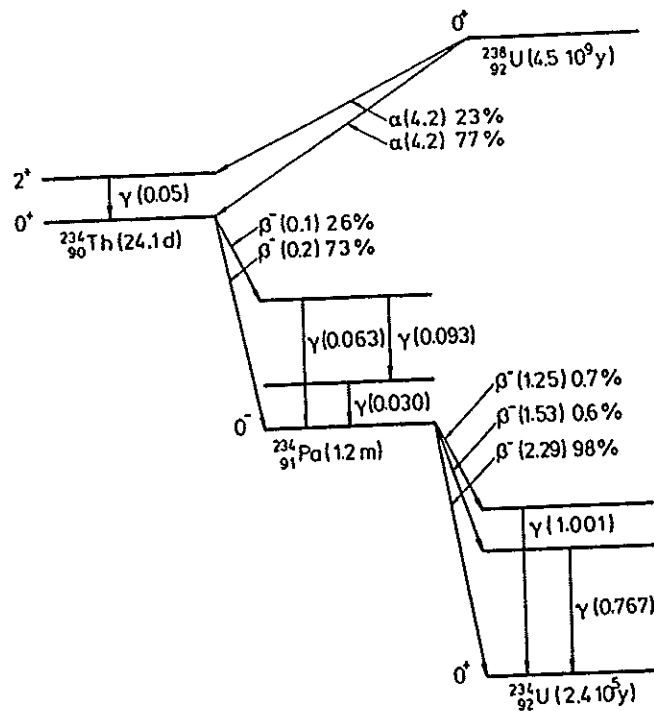 0⁺
²³⁸₉₂U (4.5 10⁹y)
α(4.2) 23%
α(4.2) 77%
2⁺
γ(0.05)
0⁺
²³⁴₉₀Th (24.1 d)
β⁻(0.1) 26%
β⁻(0.2) 73%
γ(0.063)
γ(0.093)
γ(0.030)
0⁻
²³⁴₉₁Pa (1.2 m)
β⁻(1.25) 0.7%
β⁻(1.53) 0.6%
β⁻(2.29) 98%
γ(1.001)
γ(0.767)
0⁺
²³⁴₉₂U (2.4 10⁵y)